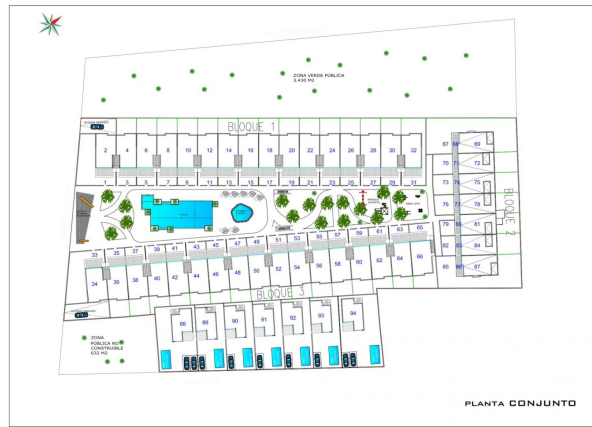 ZONA VERDE PÚBLICA
3.430 M2
BLOQUE 1
2 4 6 8 10 12 14 16 18 20 22 24 26 28 30 32
1 3 5 7 9 11 13 15 17 19 21 23 25 27 29 31
67 68 69
70 71 72
73 74 75
76 77 78
79 80 81
82 83 84
85 86 87
BLOQUE 2
33 35 37 39 41 43 45 47 49 51 53 55 57 59 61 63 65
34 36 38 40 42 44 46 48 50 52 54 56 58 60 62 64 66
BLOQUE 3
88 89 90 91 92 93 94
ZONA
PÚBLICA NO
CONSTRUIBLE
632 M2
PLANTA CONJUNTO